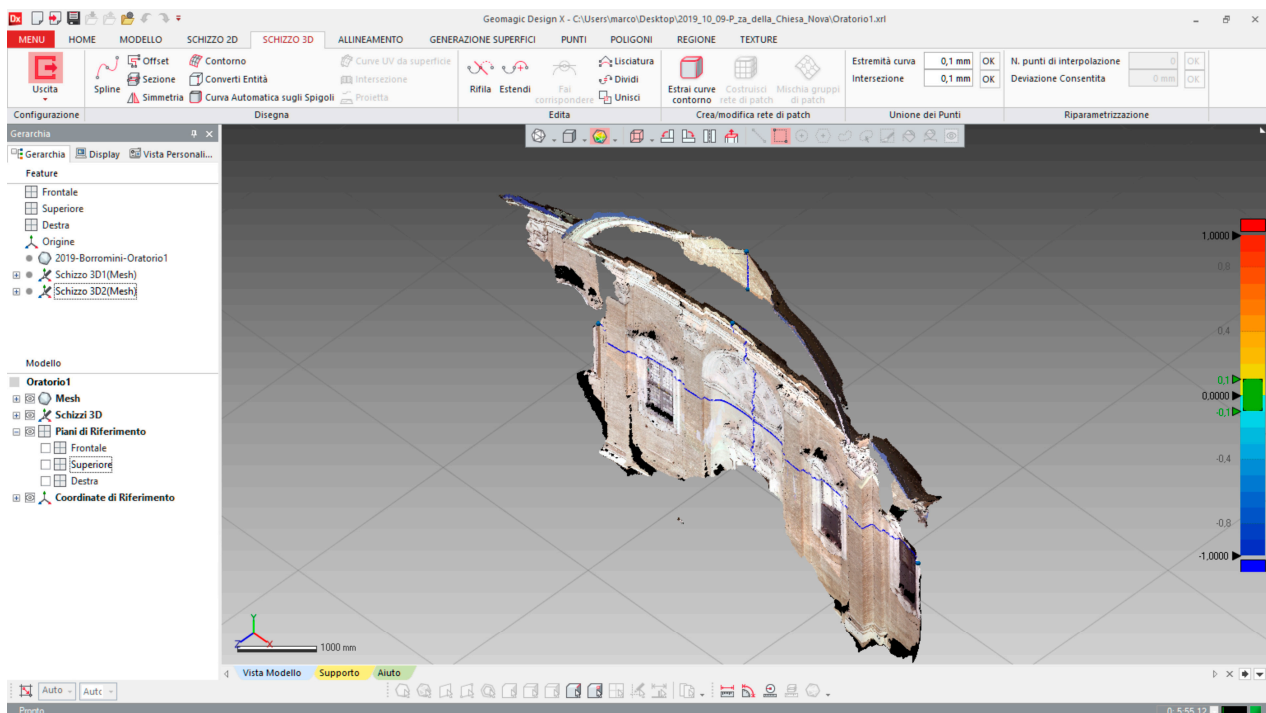 Dx Geomagic Design X - C:\Users\marco\Desktop\2019_10_09-P_za_della_Chiesa_Nova\Oratorio1.xrl
MENU HOME MODELLO SCHIZZO 2D SCHIZZO 3D ALLINEAMENTO GENERAZIONE SUPERFICI PUNTI POLIGONI REGIONE TEXTURE
Offset Contorno Curve UV da superficie Lisciatura Estremità curva 0,1 mm OK N. punti di interpolazione 0 OK
Sezione Converti Entità Intersezione Dividi Intersezione 0,1 mm OK Deviazione Consentita 0 mm OK
Uscita Spline Simmetria Curva Automatica sugli Spigoli Proietta Rifila Estendi Fai corrispondere Unisci Estrai curve contorno Costruisci rete di patch Mischia gruppi di patch
Configurazione Disegna Edita Crea/modifica rete di patch Unione dei Punti Riparametrizzazione
Gerarchia
Gerarchia Display Vista Personali...
Feature
Frontale
Superiore
Destra
Origine
2019-Borromini-Oratorio1
Schizzo 3D1(Mesh)
Schizzo 3D2(Mesh)
Modello
Oratorio1
Mesh
Schizzi 3D
Piani di Riferimento
Frontale
Superiore
Destra
Coordinate di Riferimento
1,0000
0,8
0,4
0,1
0,0000
-0,1
-0,4
-0,8
-1,0000
Y
Z X
1000 mm
Vista Modello Supporto Aiuto
Auto Autc
Pronto 0: 5:55.12